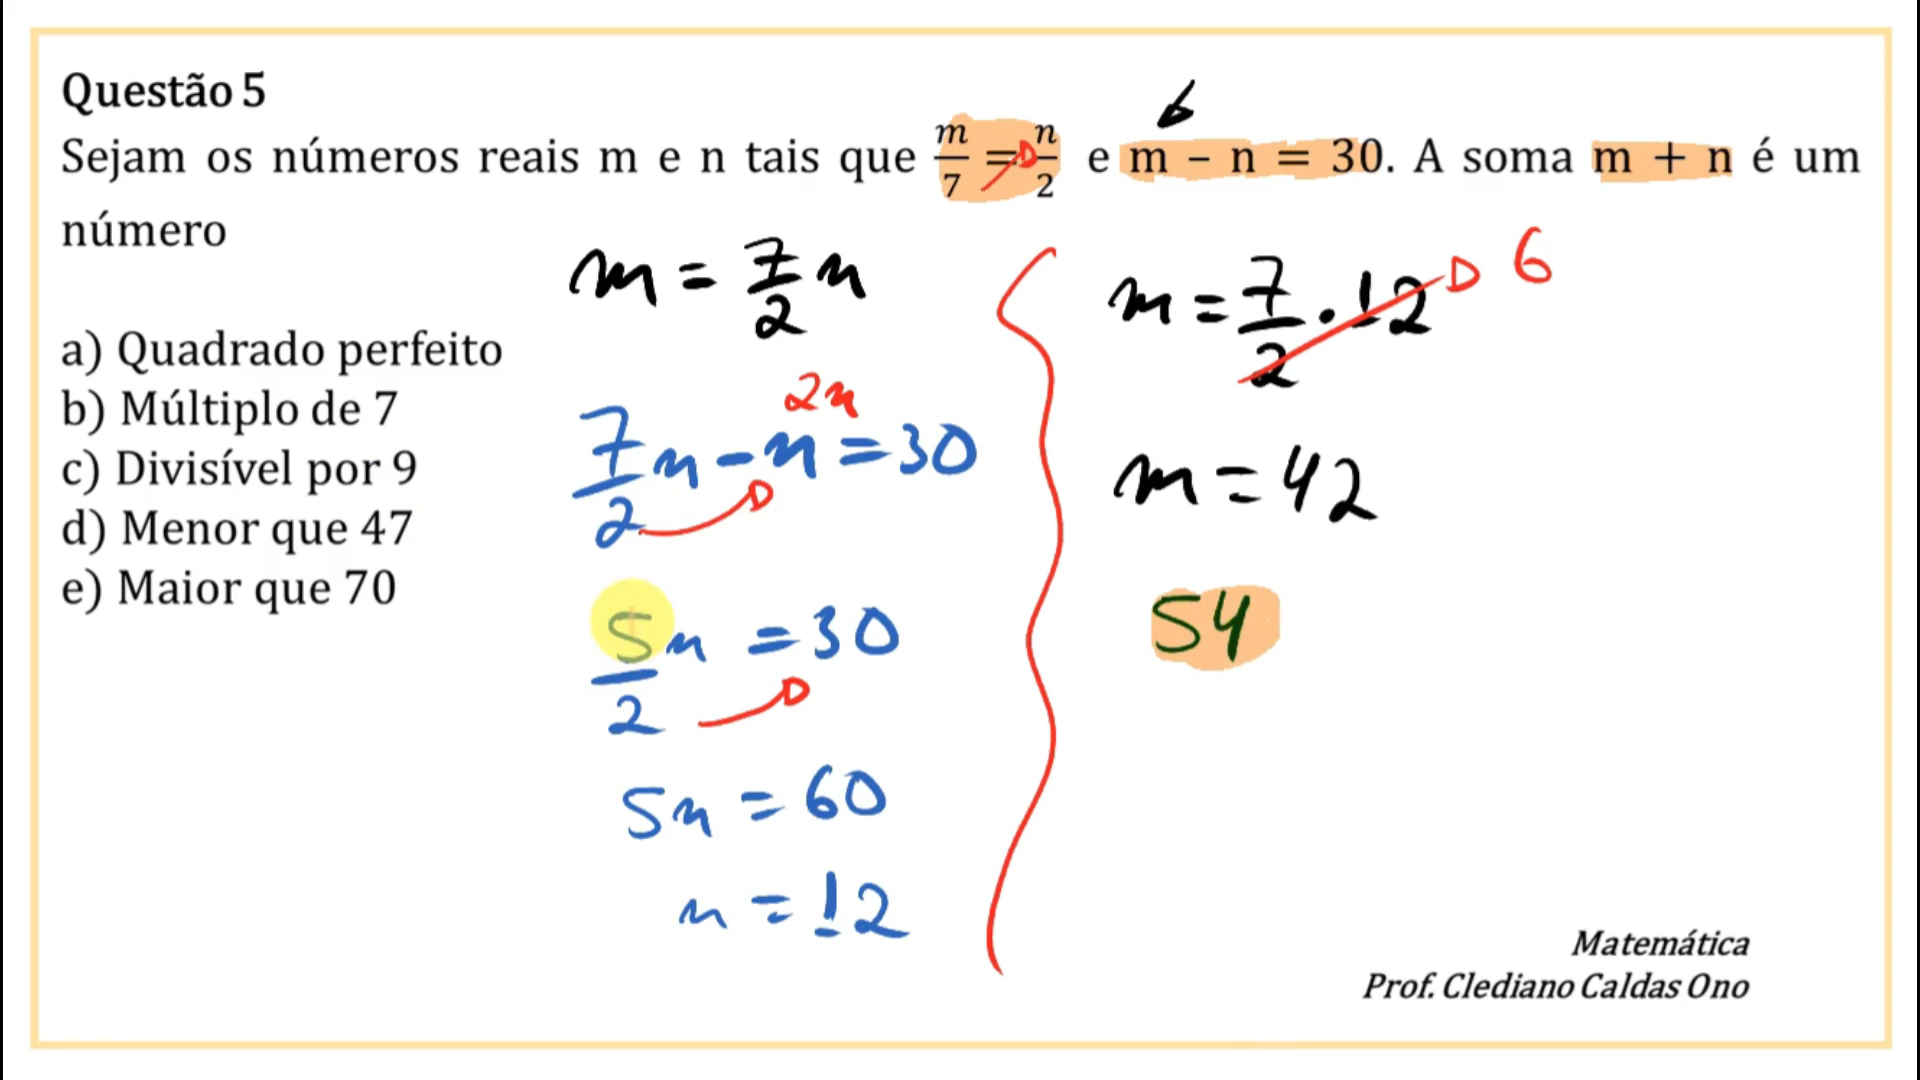 Questão 5
Sejam os números reais m e n tais que m/7 = n/2 e m – n = 30. A soma m + n é um
número
a) Quadrado perfeito
b) Múltiplo de 7
c) Divisível por 9
d) Menor que 47
e) Maior que 70
m = 7/2 n
2n
7/2 n - n = 30
5/2 n = 30
5n = 60
n = 12
m = 7/2 . 12
6
m = 42
54
Matemática
Prof. Clediano Caldas Ono